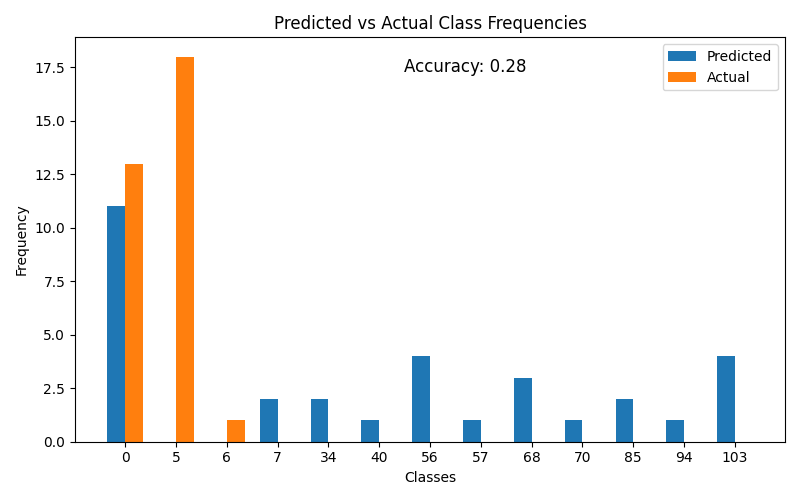 Predicted vs Actual Class Frequencies
Accuracy: 0.28
Predicted
Actual
Frequency
17.5
15.0
12.5
10.0
7.5
5.0
2.5
0.0
0 5 6 7 34 40 56 57 68 70 85 94 103
Classes